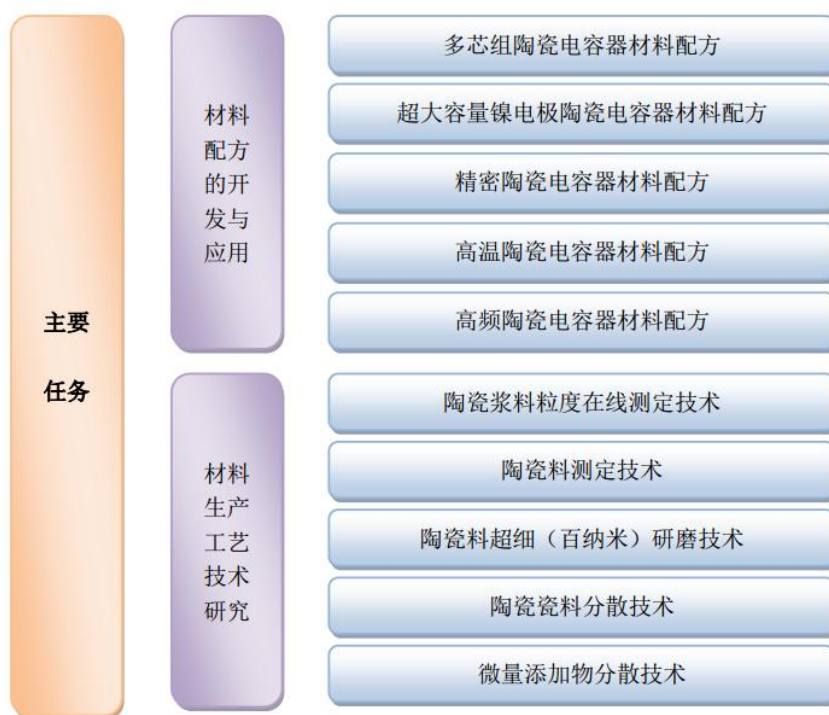 主要
任务
材料
配方
的开
发与
应用
多芯组陶瓷电容器材料配方
超大容量镍电极陶瓷电容器材料配方
精密陶瓷电容器材料配方
高温陶瓷电容器材料配方
高频陶瓷电容器材料配方
材料
生产
工艺
技术
研究
陶瓷浆料粒度在线测定技术
陶瓷料测定技术
陶瓷料超细（百纳米）研磨技术
陶瓷瓷料分散技术
微量添加物分散技术